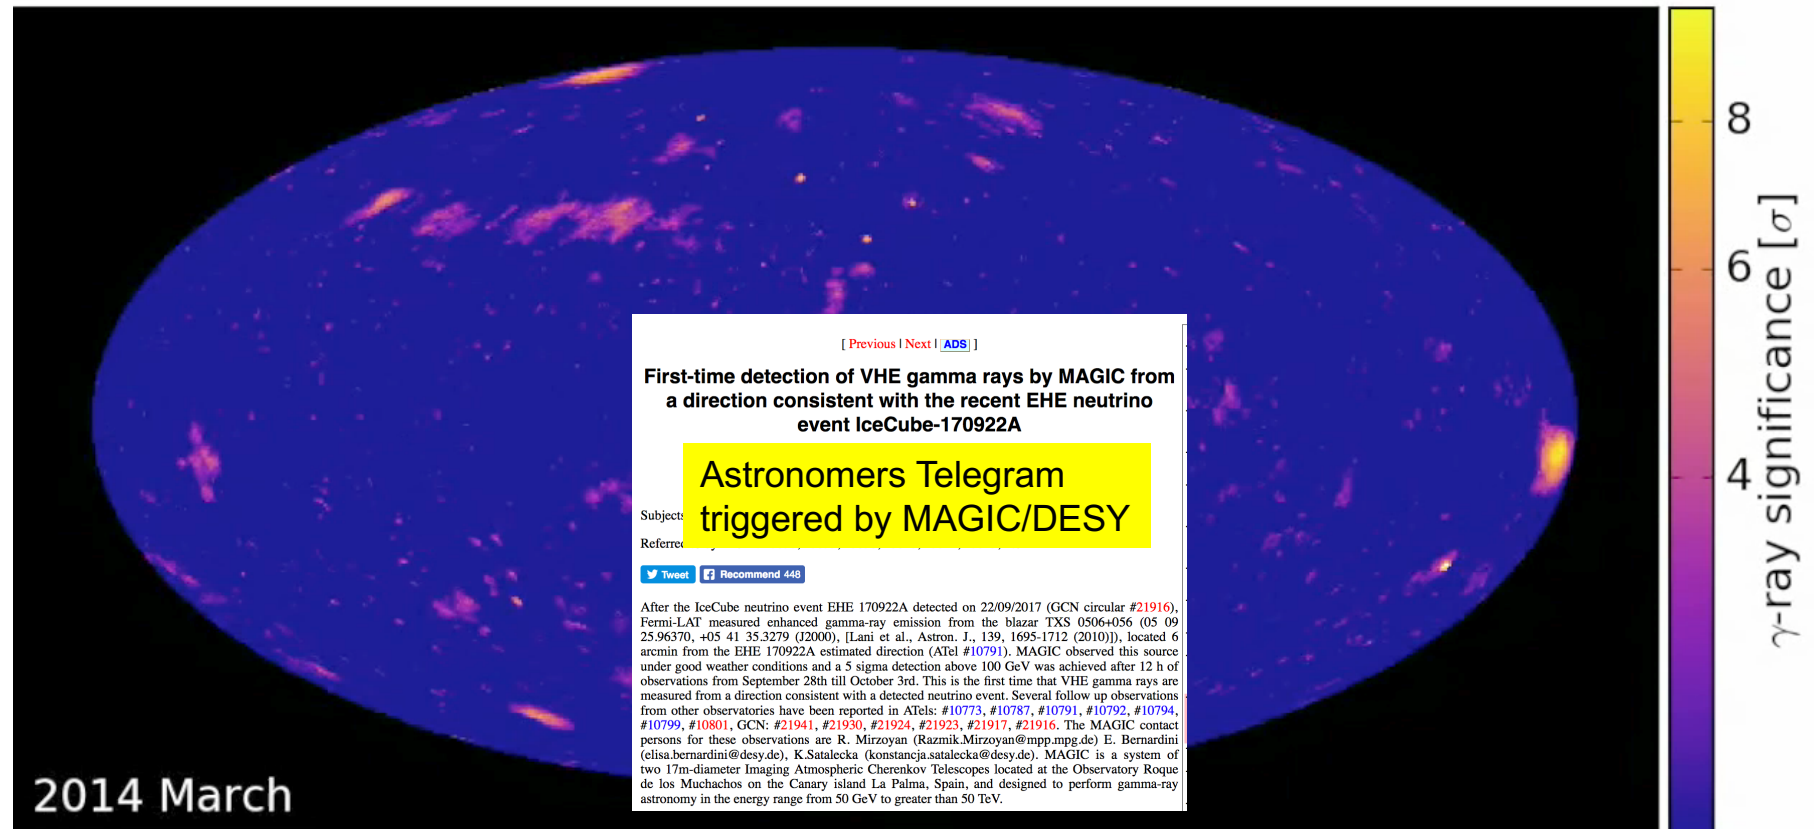 [ Previous | Next | ADS ]
First-time detection of VHE gamma rays by MAGIC from
a direction consistent with the recent EHE neutrino
event IceCube-170922A
Astronomers Telegram
triggered by MAGIC/DESY
Subjects
Referre
Tweet
Recommend 448
After the IceCube neutrino event EHE 170922A detected on 22/09/2017 (GCN circular #21916),
Fermi-LAT measured enhanced gamma-ray emission from the blazar TXS 0506+056 (05 09
25.96370, +05 41 35.3279 (J2000), [Lani et al., Astron. J., 139, 1695-1712 (2010)]), located 6
arcmin from the EHE 170922A estimated direction (ATel #10791). MAGIC observed this source
under good weather conditions and a 5 sigma detection above 100 GeV was achieved after 12 h of
observations from September 28th till October 3rd. This is the first time that VHE gamma rays are
measured from a direction consistent with a detected neutrino event. Several follow up observations
from other observatories have been reported in ATels: #10773, #10787, #10791, #10792, #10794,
#10799, #10801, GCN: #21941, #21930, #21924, #21923, #21917, #21916. The MAGIC contact
persons for these observations are R. Mirzoyan (Razmik.Mirzoyan@mpp.mpg.de) E. Bernardini
(elisa.bernardini@desy.de), K.Satalecka (konstancja.satalecka@desy.de). MAGIC is a system of
two 17m-diameter Imaging Atmospheric Cherenkov Telescopes located at the Observatory Roque
de los Muchachos on the Canary island La Palma, Spain, and designed to perform gamma-ray
astronomy in the energy range from 50 GeV to greater than 50 TeV.
2014 March
8
6
4
γ-ray significance [σ]